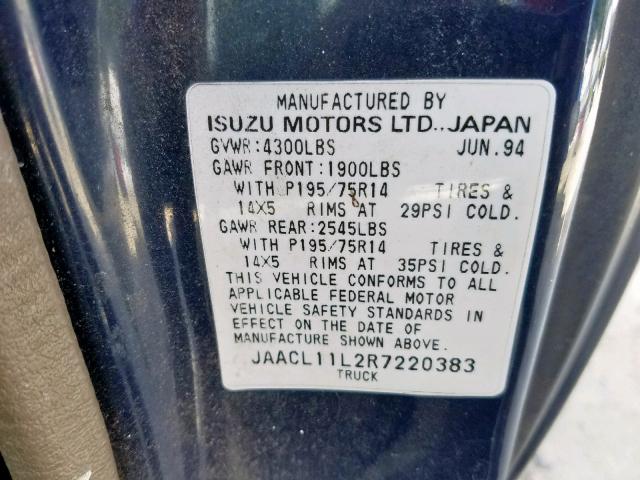 MANUFACTURED BY
ISUZU MOTORS LTD., JAPAN
GVWR:4300LBS JUN.94
GAWR FRONT:1900LBS
WITH P195/75R14 TIRES &
14X5 RIMS AT 29PSI COLD.
GAWR REAR:2545LBS
WITH P195/75R14 TIRES &
14X5 RIMS AT 35PSI COLD.
THIS VEHICLE CONFORMS TO ALL
APPLICABLE FEDERAL MOTOR
VEHICLE SAFETY STANDARDS IN
EFFECT ON THE DATE OF
MANUFACTURE SHOWN ABOVE.
JAACL11L2R7220383
TRUCK